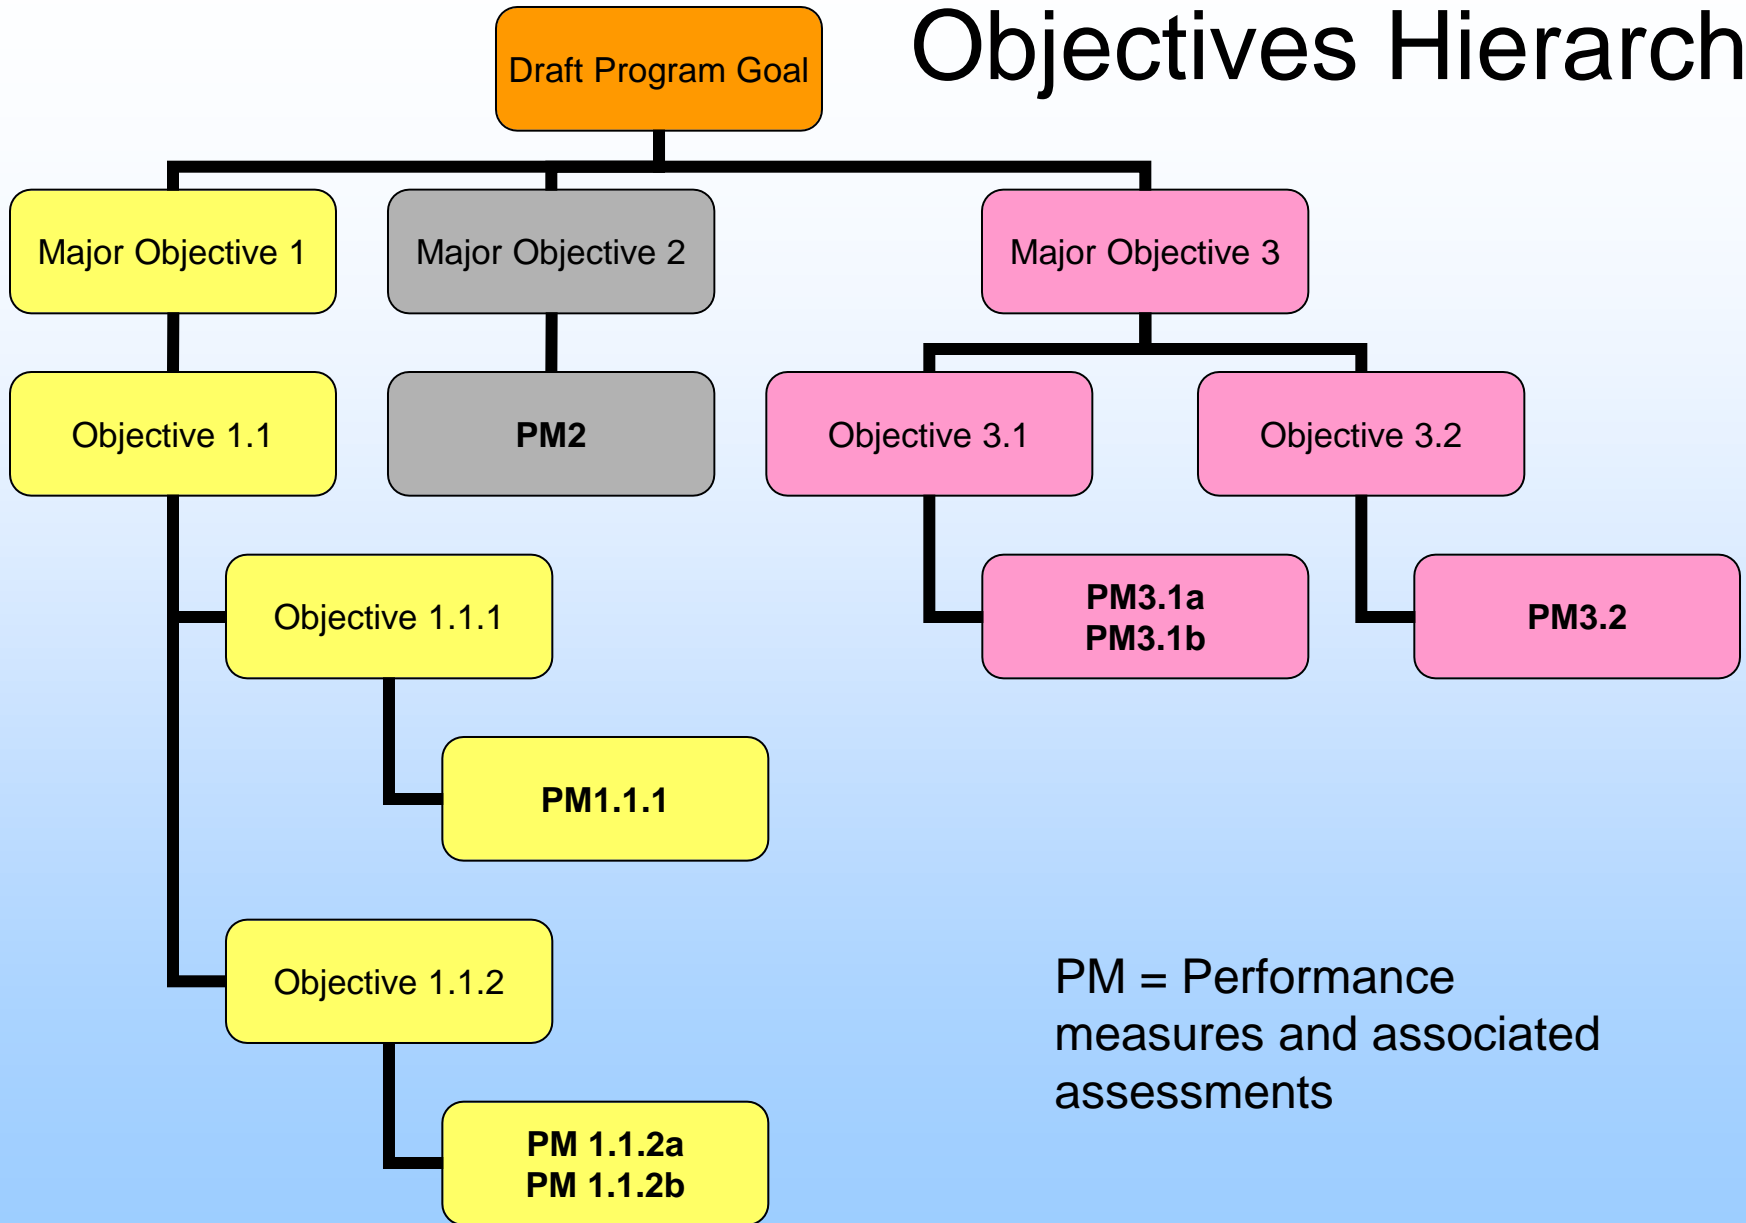 Objectives Hierarch
Draft Program Goal
Major Objective 1
Major Objective 2
Major Objective 3
Objective 1.1
PM2
Objective 3.1
Objective 3.2
Objective 1.1.1
PM3.1a
PM3.1b
PM3.2
PM1.1.1
Objective 1.1.2
PM = Performance
measures and associated
assessments
PM 1.1.2a
PM 1.1.2b